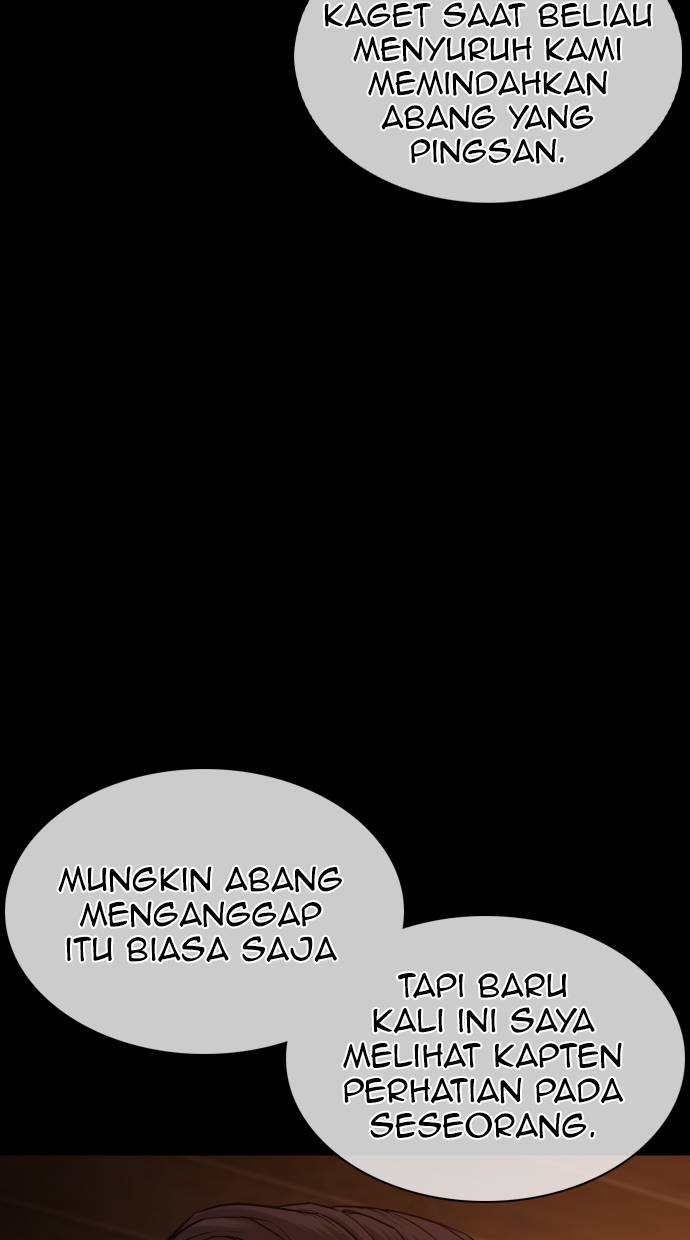 KAGET SAAT BELIAU
MENYURUH KAMI
MEMINDAHKAN
ABANG YANG
PINGSAN.
MUNGKIN ABANG
MENGANGGAP
ITU BIASA SAJA
TAPI BARU
KALI INI SAYA
MELIHAT KAPTEN
PERHATIAN PADA
SESEORANG.